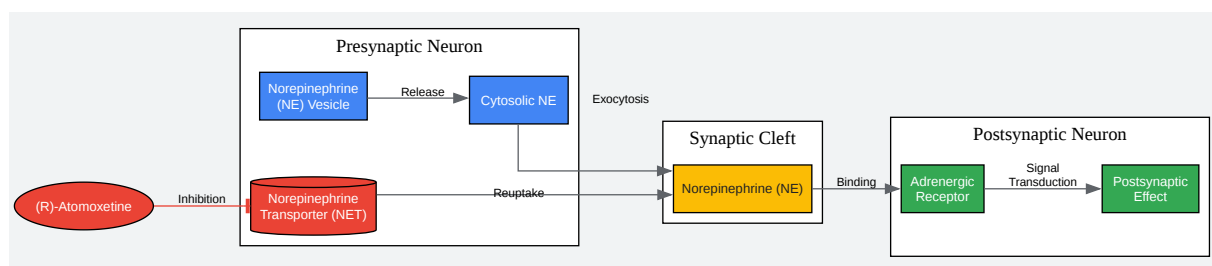 Presynaptic Neuron
Norepinephrine
(NE) Vesicle
Release
Cytosolic NE
Exocytosis
Synaptic Cleft
Postsynaptic Neuron
(R)-Atomoxetine
Inhibition
Norepinephrine
Transporter (NET)
Reuptake
Norepinephrine (NE)
Binding
Adrenergic
Receptor
Signal
Transduction
Postsynaptic
Effect